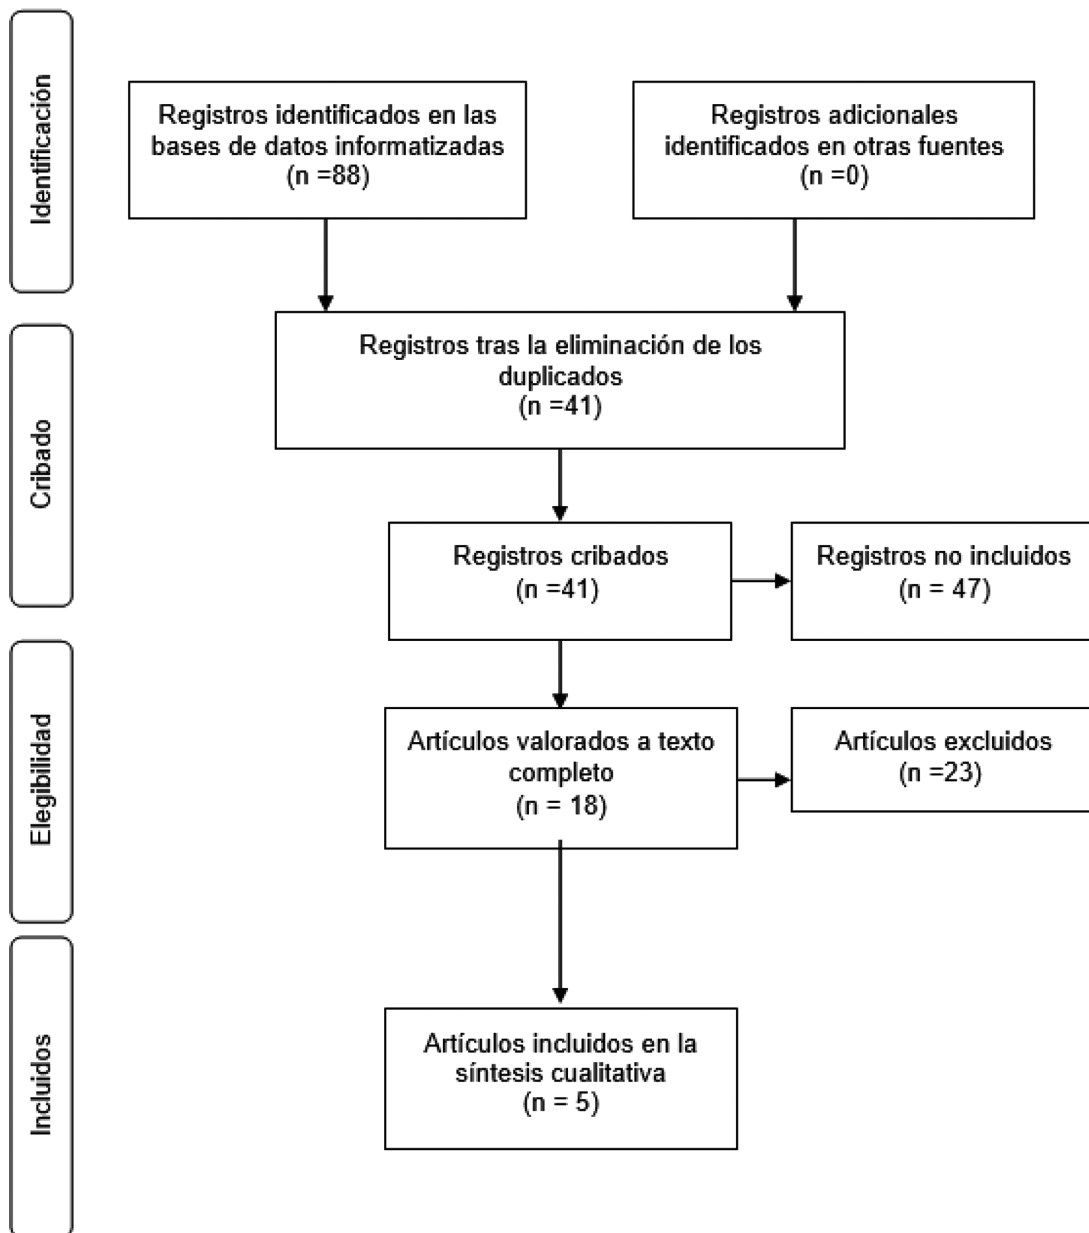 Identificación
Registros identificados en las
bases de datos informatizadas
(n =88)
Registros adicionales
identificados en otras fuentes
(n =0)
Cribado
Registros tras la eliminación de los
duplicados
(n =41)
Registros cribados
(n =41)
Registros no incluidos
(n = 47)
Elegibilidad
Artículos valorados a texto
completo
(n = 18)
Artículos excluidos
(n =23)
Incluidos
Artículos incluidos en la
síntesis cualitativa
(n = 5)